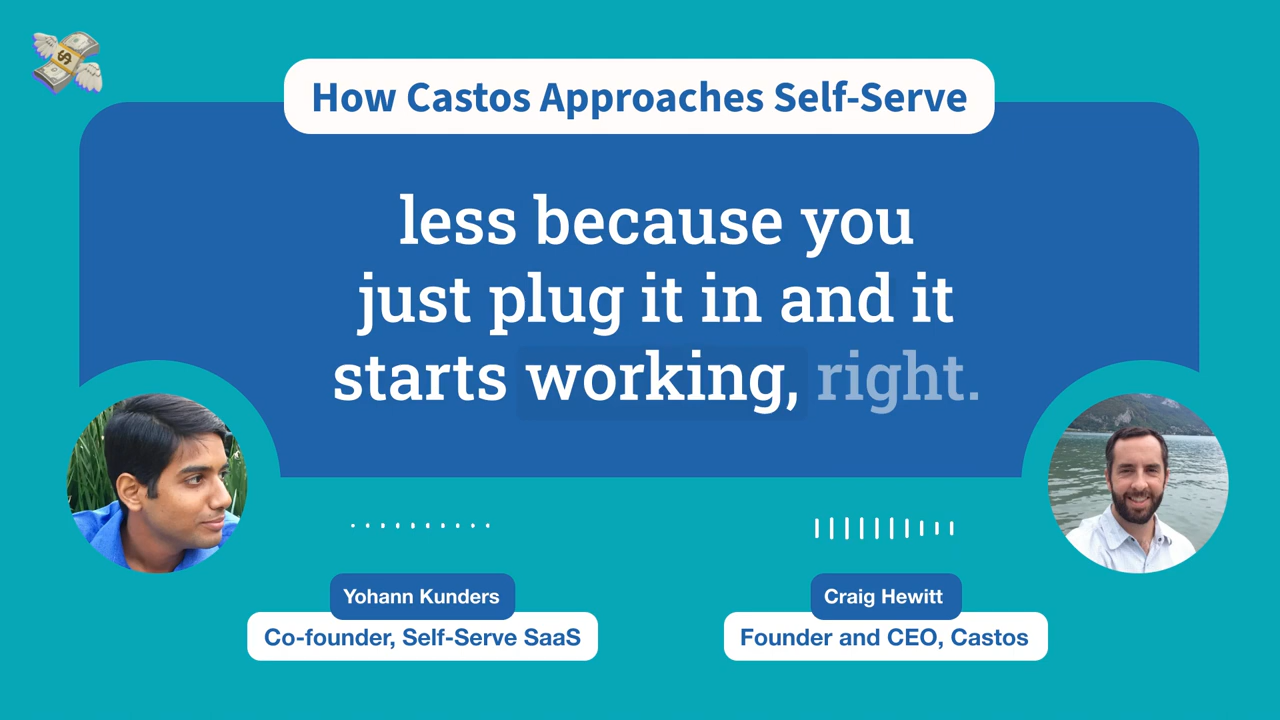 How Castos Approaches Self-Serve
less because you
just plug it in and it
starts working, right.
Yohann Kunders
Co-founder, Self-Serve SaaS
Craig Hewitt
Founder and CEO, Castos